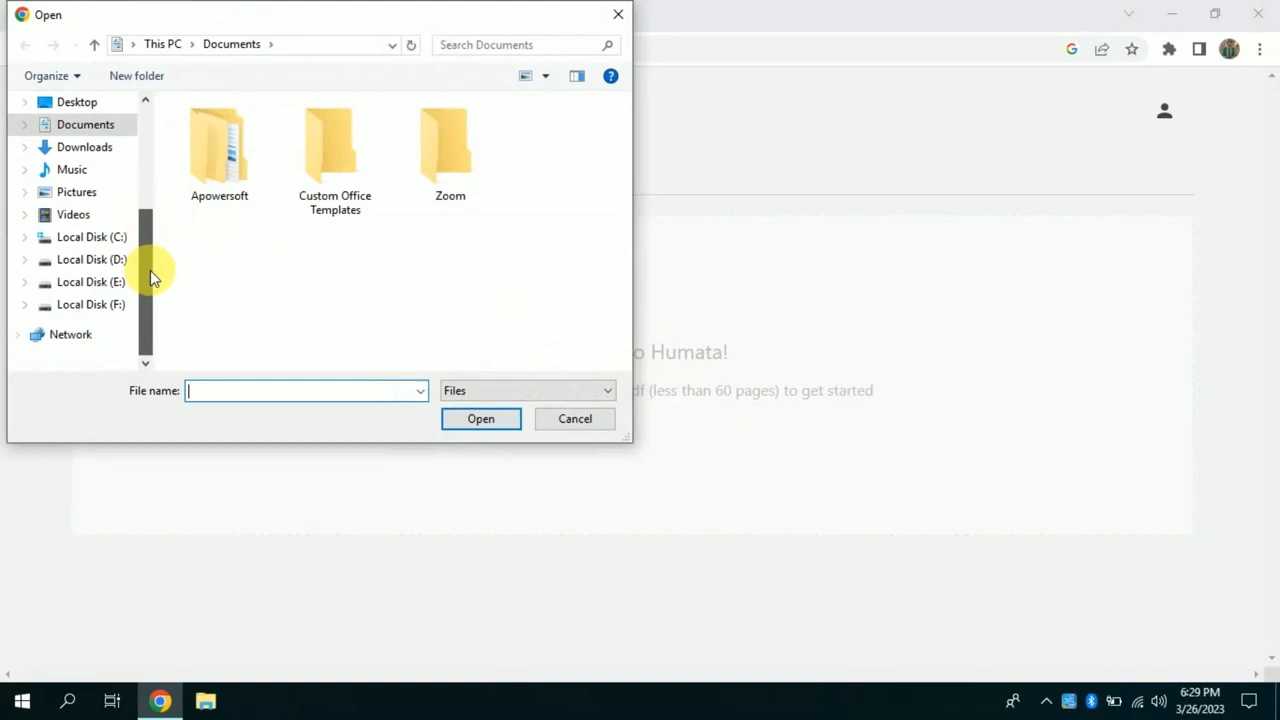 Open
This PC
Documents
Search Documents
Organize
New folder
Desktop
Documents
Downloads
Music
Pictures
Videos
Local Disk (C:)
Local Disk (D:)
Local Disk (E:)
Local Disk (F:)
Network
Apowersoft
Custom Office
Templates
Zoom
File name:
Files
Open
Cancel
o Humata!
df (less than 60 pages) to get started
6:29 PM
3/26/2023